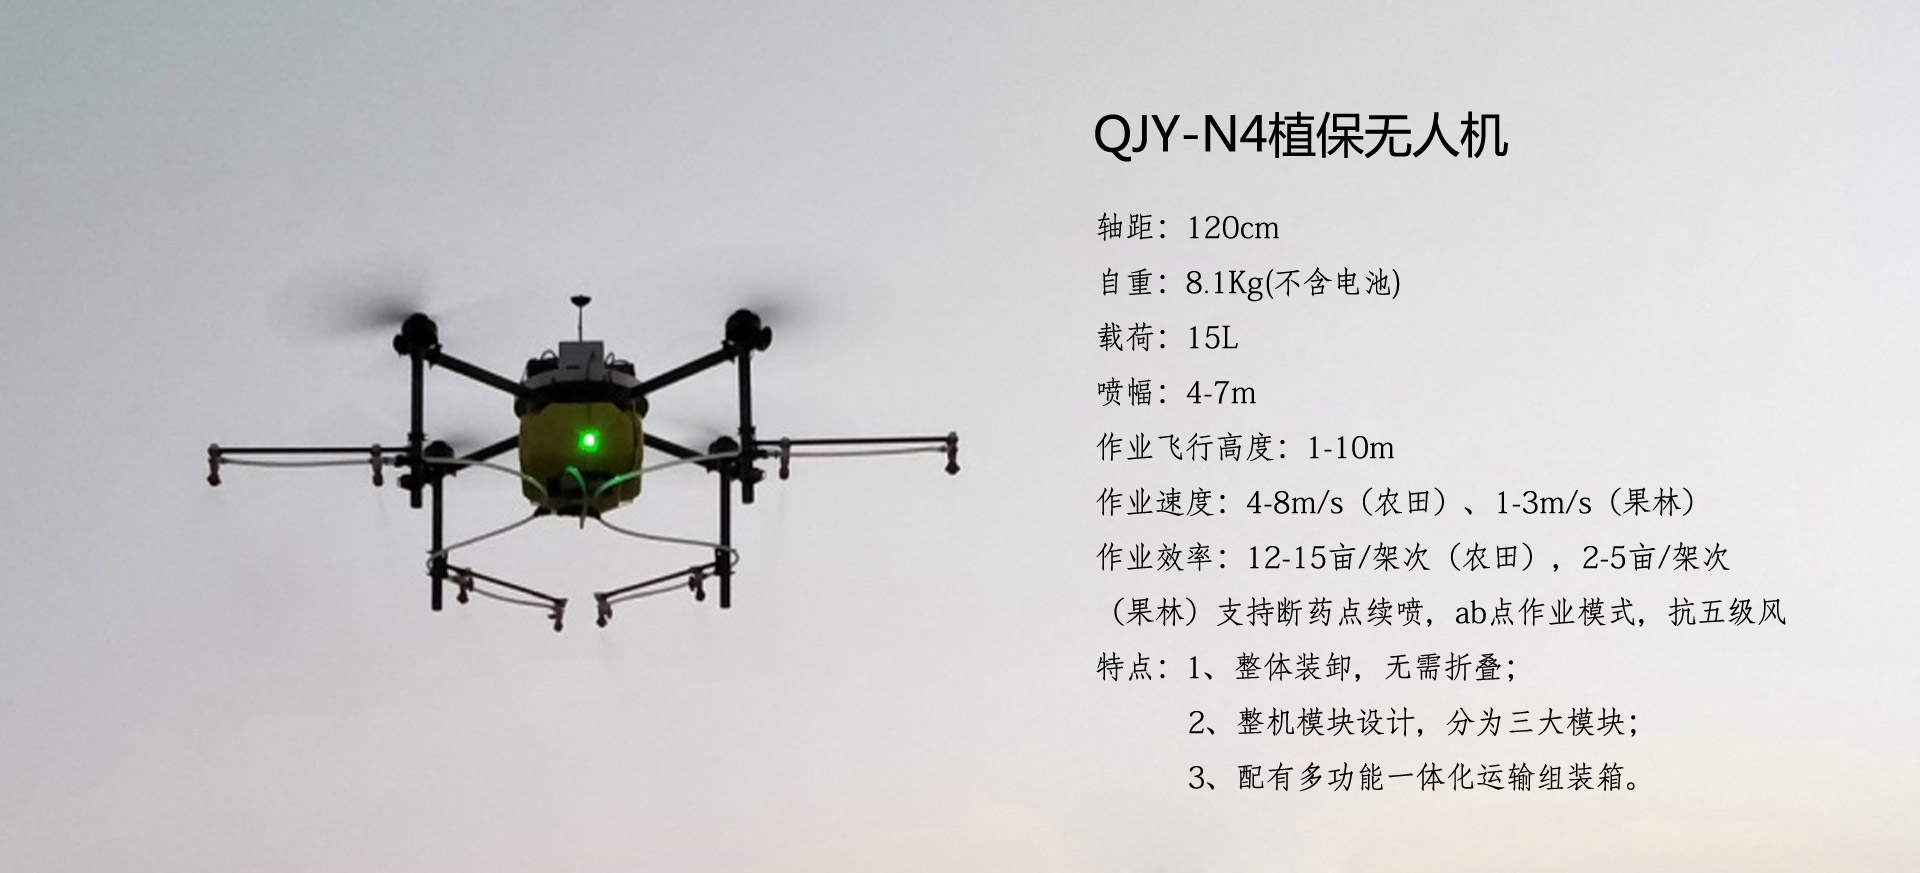 QJY-N4植保无人机
轴距：120cm
自重：8.1Kg(不含电池)
载荷：15L
喷幅：4-7m
作业飞行高度：1-10m
作业速度：4-8m/s（农田）、1-3m/s（果林）
作业效率：12-15亩/架次（农田），2-5亩/架次
（果林）支持断药点续喷，ab点作业模式，抗五级风
特点：1、整体装卸，无需折叠；
2、整机模块设计，分为三大模块；
3、配有多功能一体化运输组装箱。